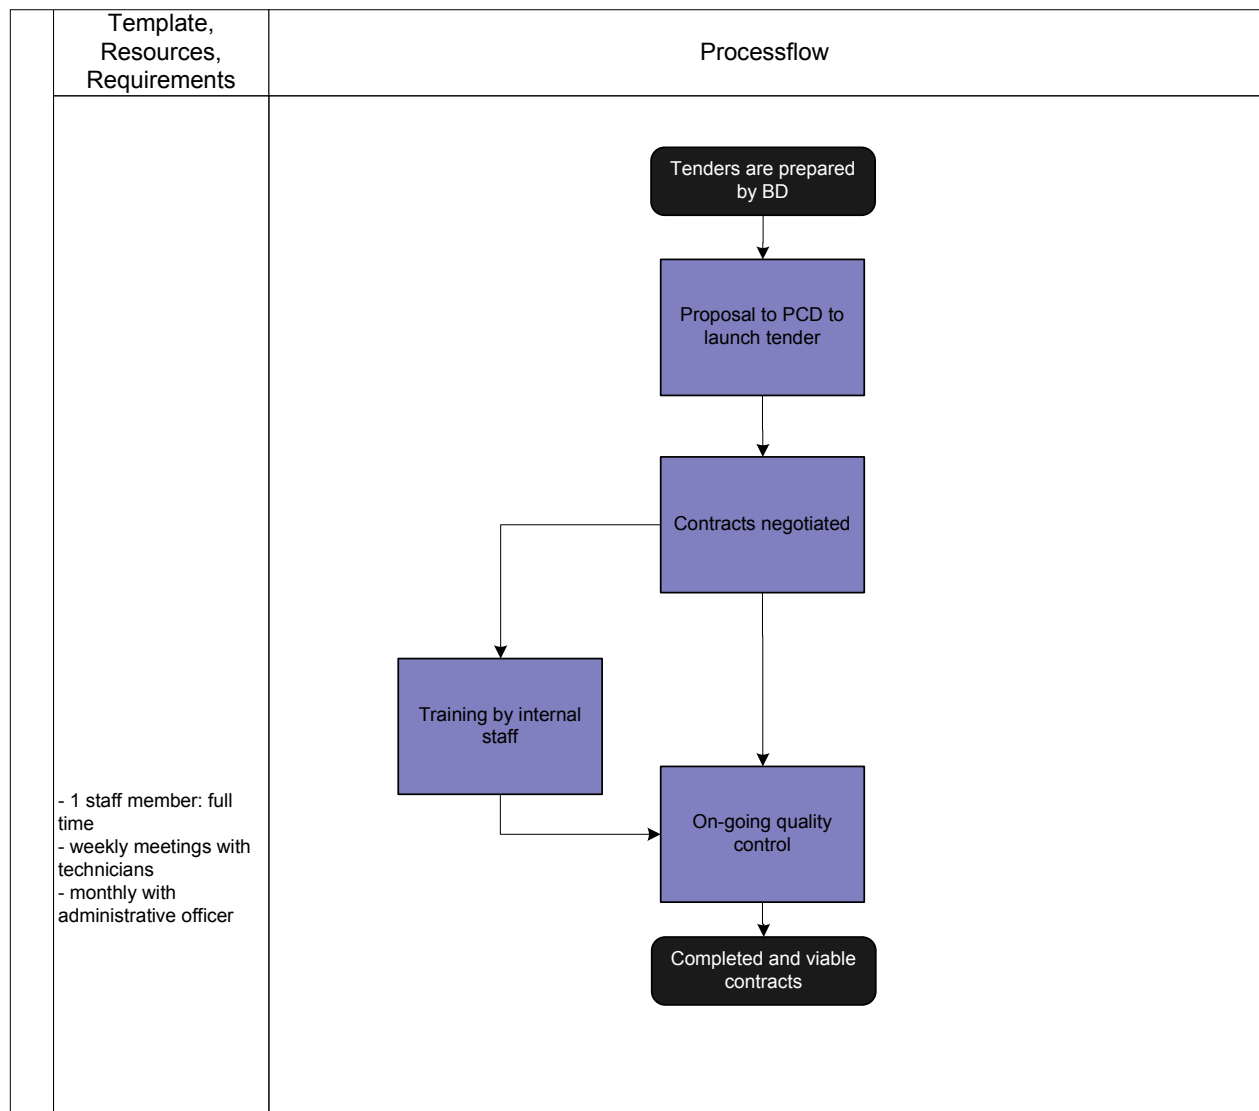 Template,
Resources,
Requirements
Processflow
Tenders are prepared
by BD
Proposal to PCD to
launch tender
Contracts negotiated
Training by internal
staff
- 1 staff member: full
time
- weekly meetings with
technicians
- monthly with
administrative officer
On-going quality
control
Completed and viable
contracts